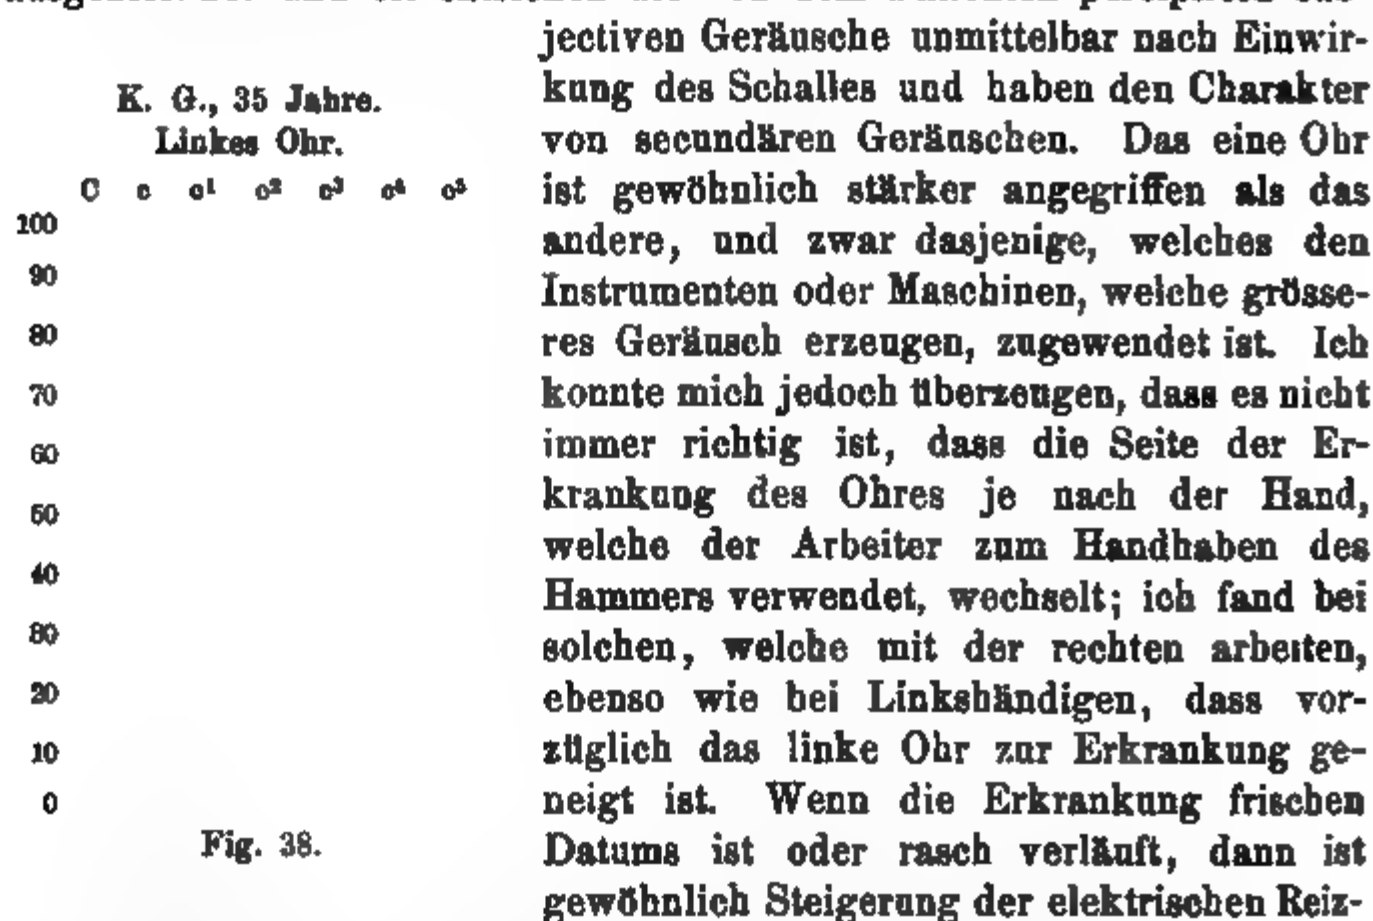 K. G., 35 Jahre.
Linkes Ohr.
C c c¹ c² c³ c⁴ c⁵
100
90
80
70
60
50
40
30
20
10
0
Fig. 38.
jectiven Geräusche unmittelbar nach Einwir-
kung des Schalles und haben den Charakter
von secundären Geräuschen. Das eine Ohr
ist gewöhnlich stärker angegriffen als das
andere, und zwar dasjenige, welches den
Instrumenten oder Maschinen, welche grösse-
res Geräusch erzeugen, zugewendet ist. Ich
konnte mich jedoch überzeugen, dass es nicht
immer richtig ist, dass die Seite der Er-
krankung des Ohres je nach der Hand,
welche der Arbeiter zum Handhaben des
Hammers verwendet, wechselt; ich fand bei
solchen, welche mit der rechten arbeiten,
ebenso wie bei Linkshändigen, dass vor-
züglich das linke Ohr zur Erkrankung ge-
neigt ist. Wenn die Erkrankung frischen
Datums ist oder rasch verläuft, dann ist
gewöhnlich Steigerung der elektrischen Reiz-